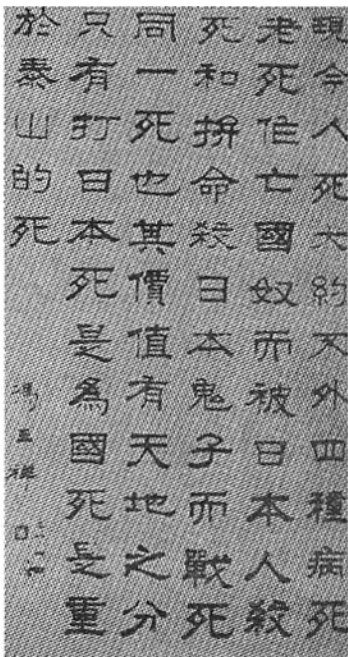 現今人死大約不外四種病死
老死作亡國奴而被日本人殺
死和拚命殺日本鬼子而戰死
同一死也其價值有天地之分
只有打日本死是為國死是重
於泰山的死
馮玉祥